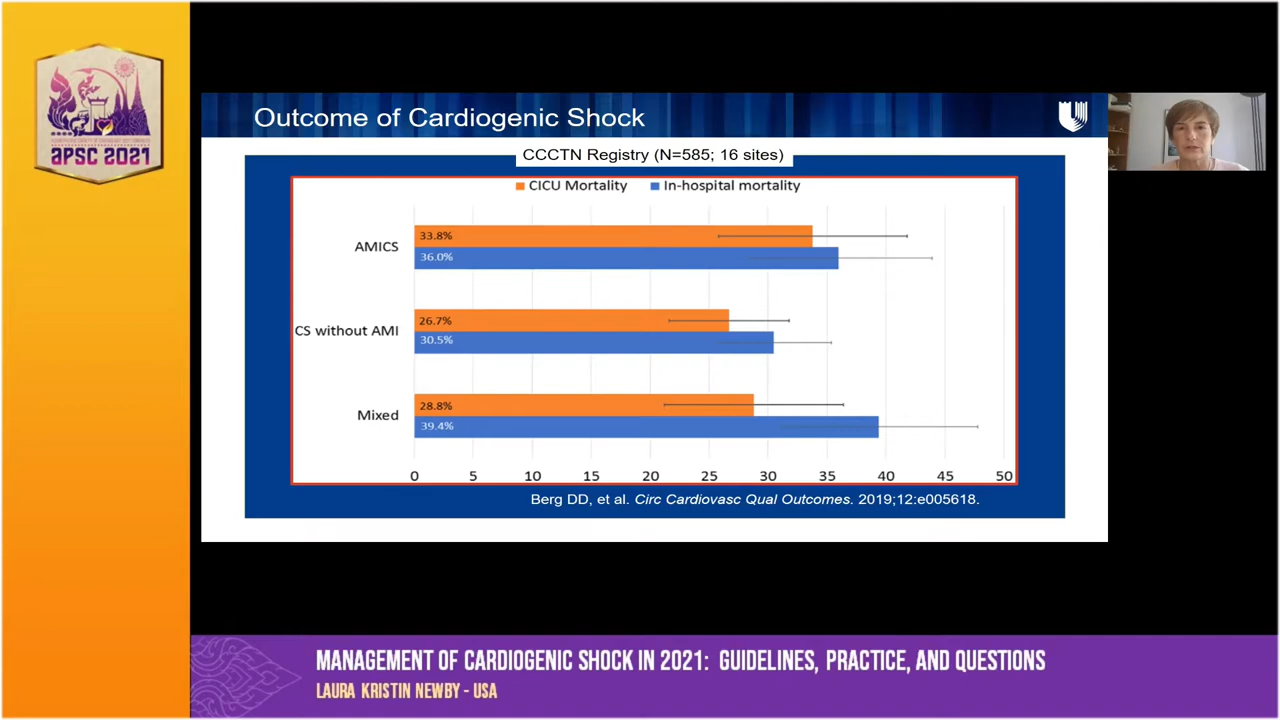 APSC 2021
Outcome of Cardiogenic Shock
CCCTN Registry (N=585; 16 sites)
CICU Mortality In-hospital mortality
AMICS
33.8%
36.0%
CS without AMI
26.7%
30.5%
Mixed
28.8%
39.4%
0 5 10 15 20 25 30 35 40 45 50
Berg DD, et al. Circ Cardiovasc Qual Outcomes. 2019;12:e005618.
MANAGEMENT OF CARDIOGENIC SHOCK IN 2021: GUIDELINES, PRACTICE, AND QUESTIONS
LAURA KRISTIN NEWBY - USA